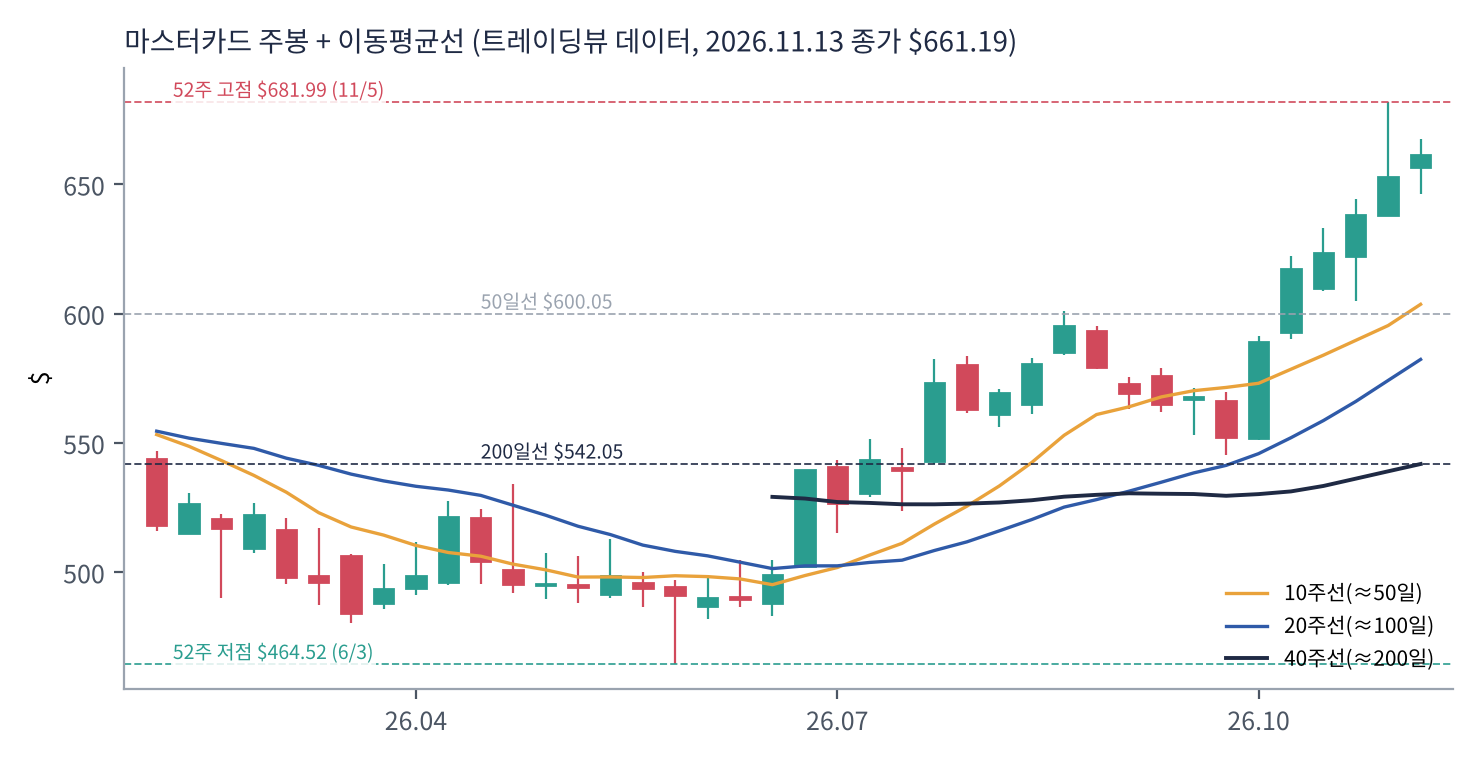 마스터카드 주봉 + 이동평균선 (트레이딩뷰 데이터, 2026.11.13 종가 $661.19)
52주 고점 $681.99 (11/5)
650
50일선 $600.05
600
$
550
200일선 $542.05
500
52주 저점 $464.52 (6/3)
10주선(≈50일)
20주선(≈100일)
40주선(≈200일)
26.04
26.07
26.10